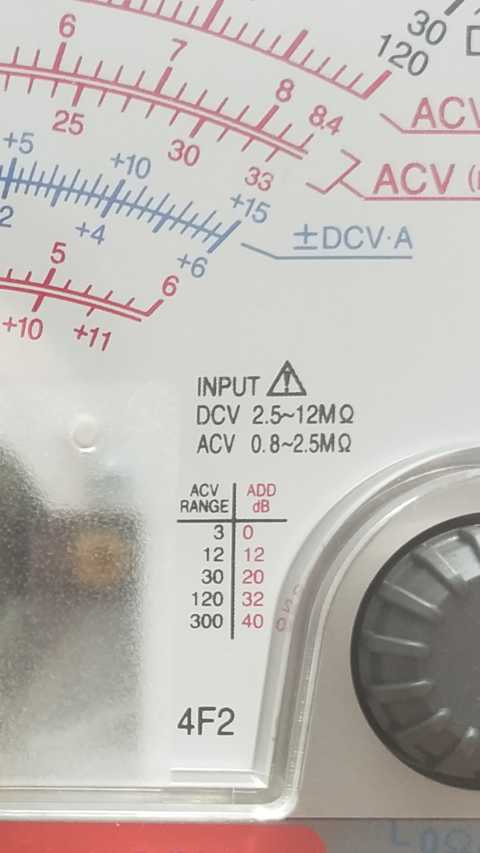 30
120
6
7
8
8.4
ACV
25
30
33
ACV (
+5
+10
+15
2
+4
+6
±DCV·A
5
6
+10
+11
INPUT ⚠
DCV 2.5~12MΩ
ACV 0.8~2.5MΩ
ACV RANGE | ADD dB
3 | 0
12 | 12
30 | 20
120 | 32
300 | 40
4F2